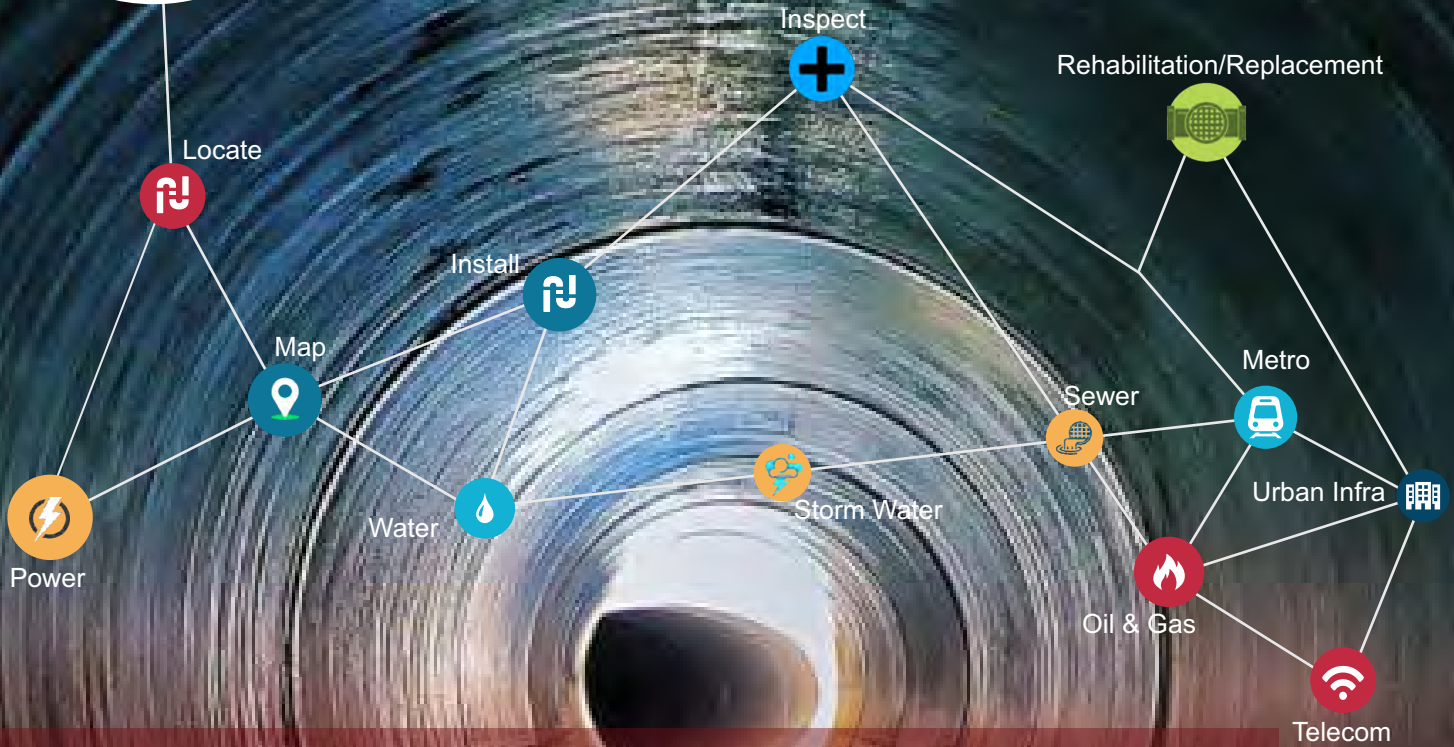 Inspect
Rehabilitation/Replacement
Locate
Install
Map
Metro
Sewer
Urban Infra
Storm Water
Water
Power
Oil & Gas
Telecom